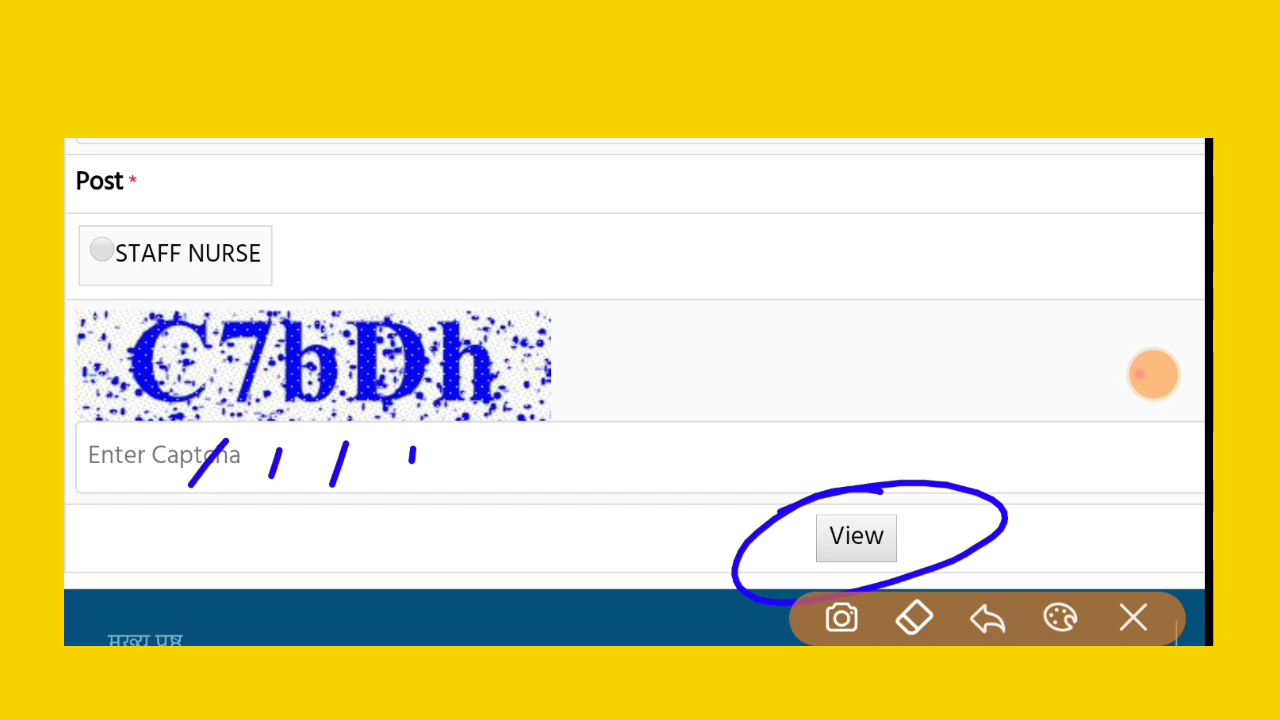 Post *
STAFF NURSE
C7bDh
Enter Captcha
View
मुख्य पृष्ठ